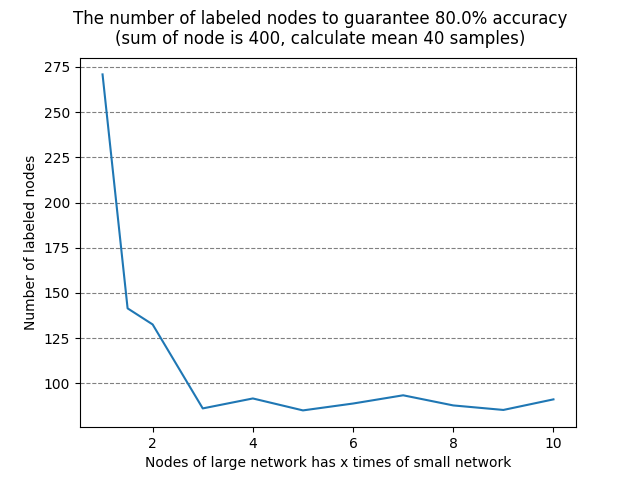 The number of labeled nodes to guarantee 80.0% accuracy
(sum of node is 400, calculate mean 40 samples)
275
250
225
200
175
150
125
100
Number of labeled nodes
2 4 6 8 10
Nodes of large network has x times of small network